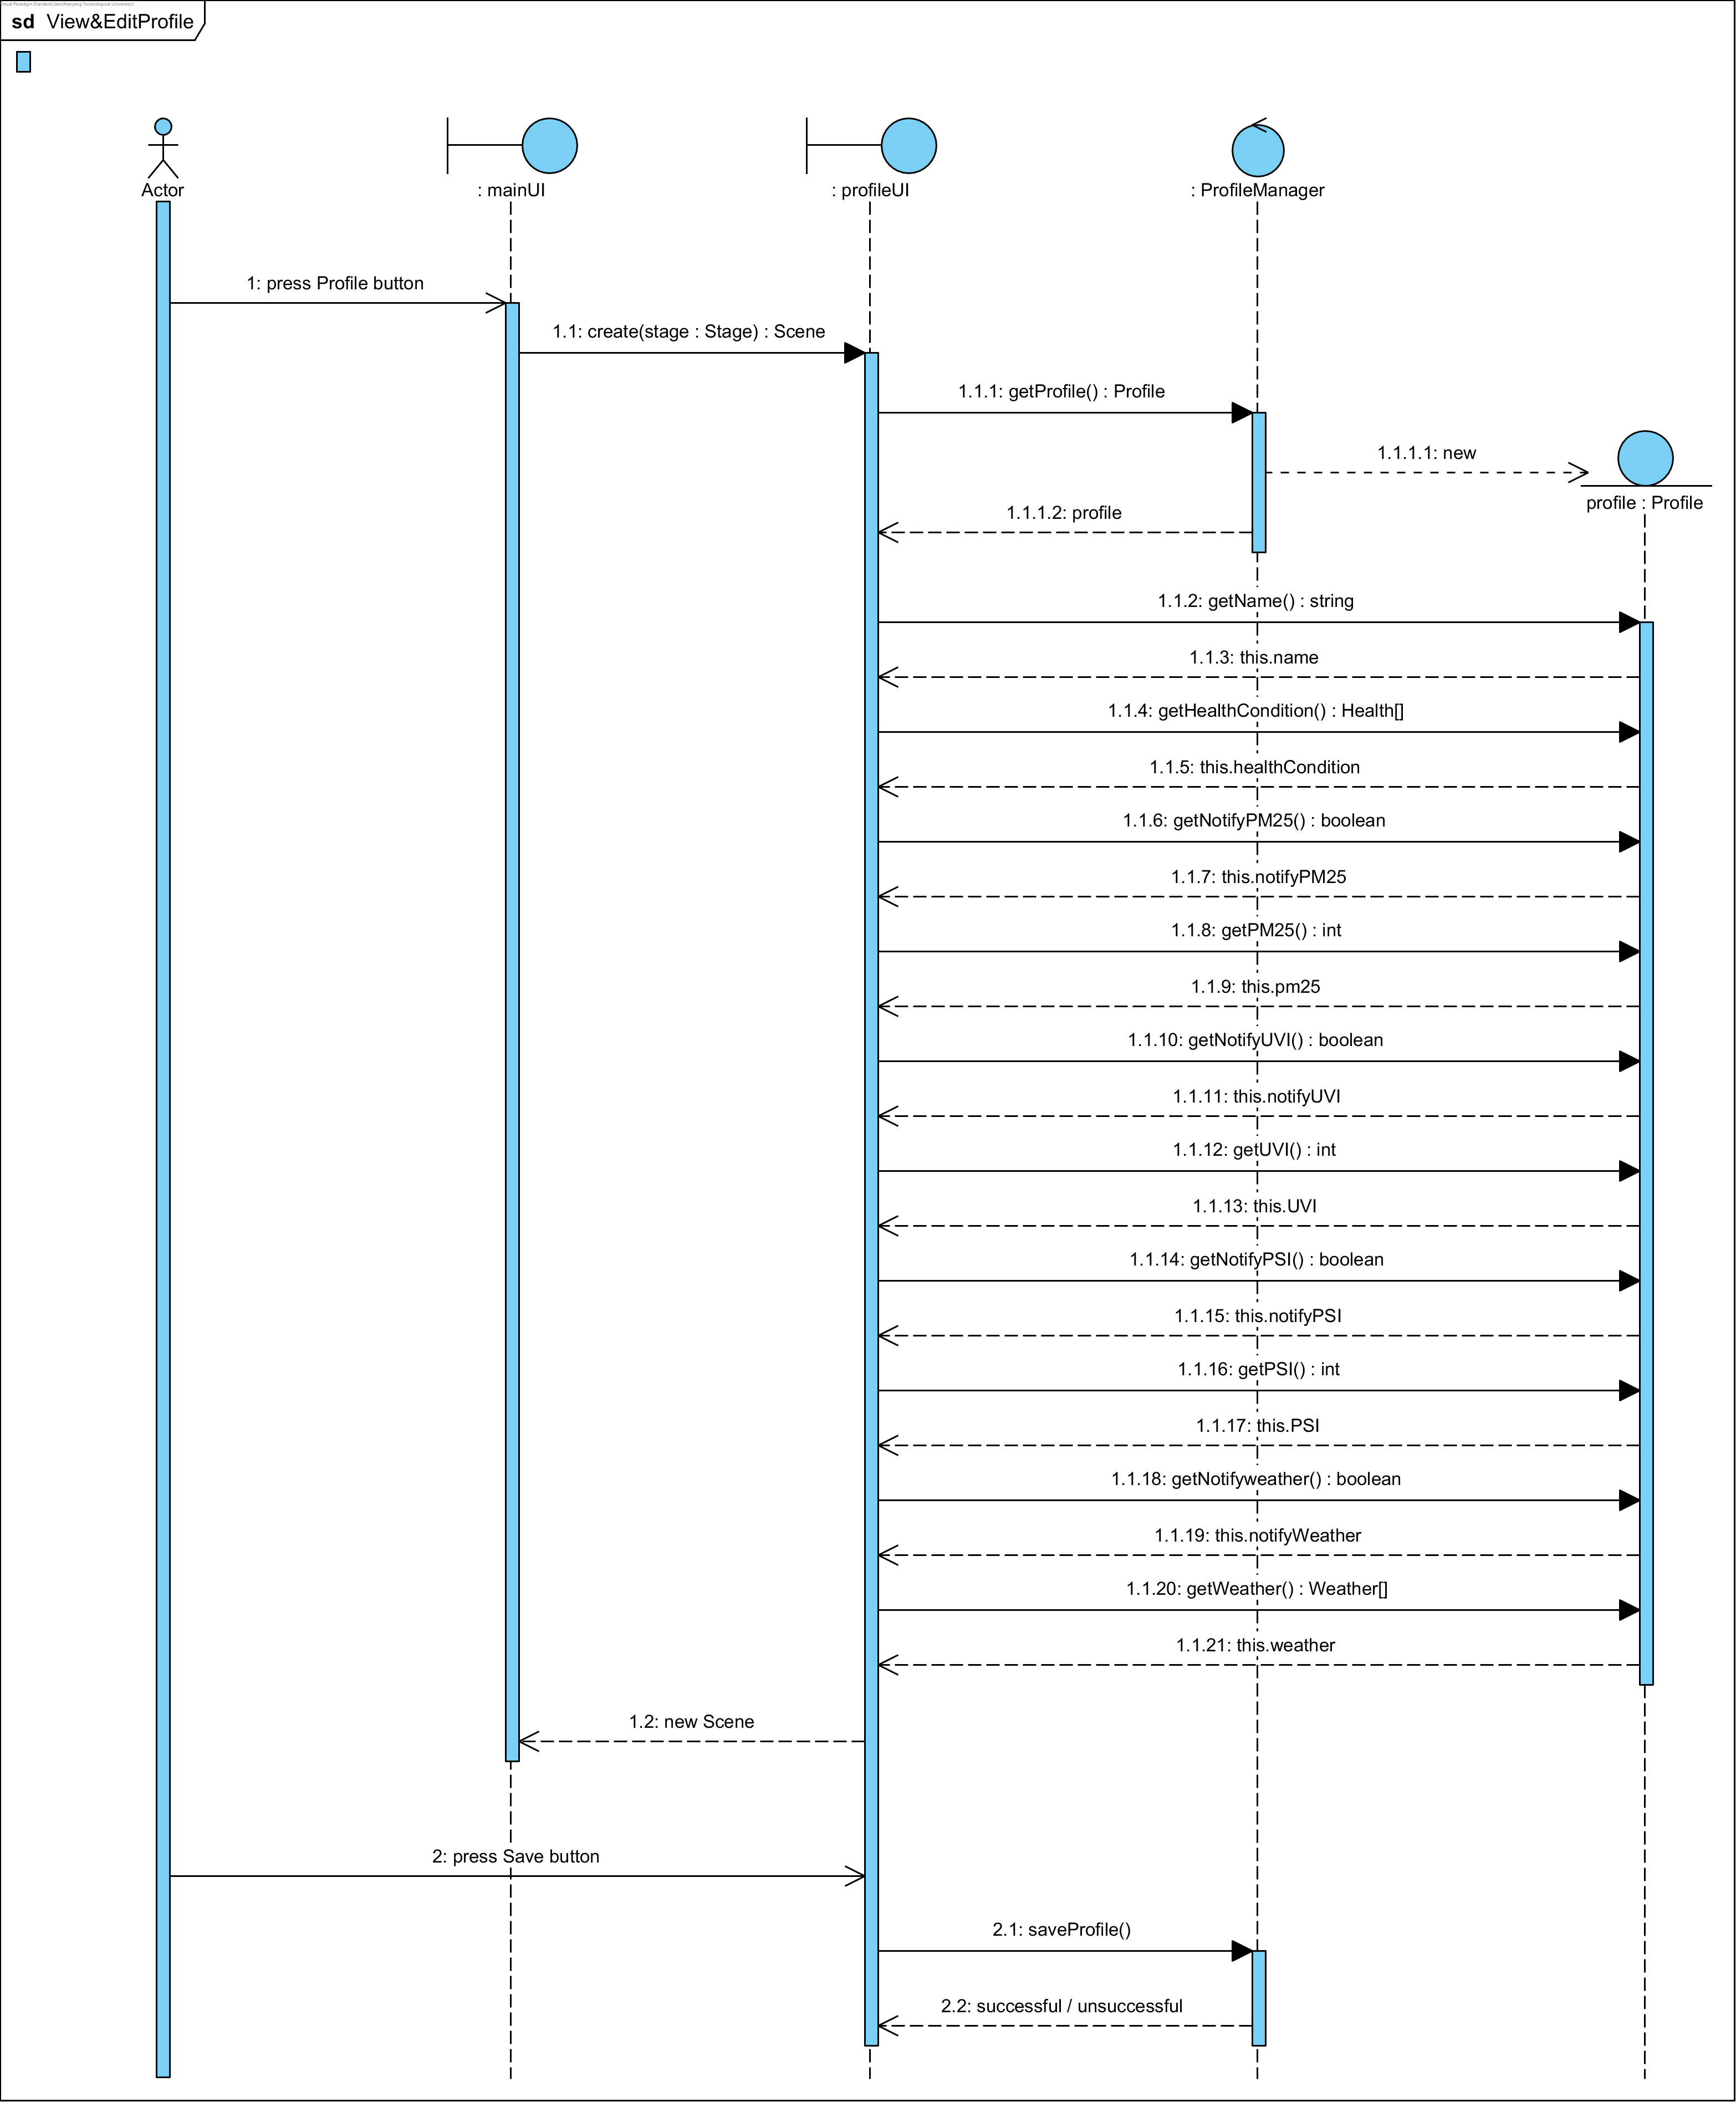 Visual Paradigm Standard(User(Nanyang Technological University))
sd View&EditProfile
Actor
: mainUI
: profileUI
: ProfileManager
1: press Profile button
1.1: create(stage : Stage) : Scene
1.1.1: getProfile() : Profile
1.1.1.1: new
profile : Profile
1.1.1.2: profile
1.1.2: getName() : string
1.1.3: this.name
1.1.4: getHealthCondition() : Health[]
1.1.5: this.healthCondition
1.1.6: getNotifyPM25() : boolean
1.1.7: this.notifyPM25
1.1.8: getPM25() : int
1.1.9: this.pm25
1.1.10: getNotifyUVI() : boolean
1.1.11: this.notifyUVI
1.1.12: getUVI() : int
1.1.13: this.UVI
1.1.14: getNotifyPSI() : boolean
1.1.15: this.notifyPSI
1.1.16: getPSI() : int
1.1.17: this.PSI
1.1.18: getNotifyweather() : boolean
1.1.19: this.notifyWeather
1.1.20: getWeather() : Weather[]
1.1.21: this.weather
1.2: new Scene
2: press Save button
2.1: saveProfile()
2.2: successful / unsuccessful